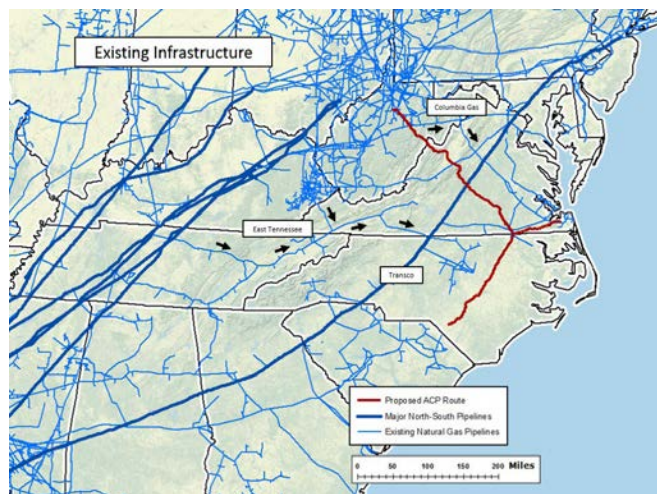 Existing Infrastructure
Columbia Gas
East Tennessee
Transco
Proposed ACP Route
Major North-South Pipelines
Existing Natural Gas Pipelines
0 50 100 200 Miles